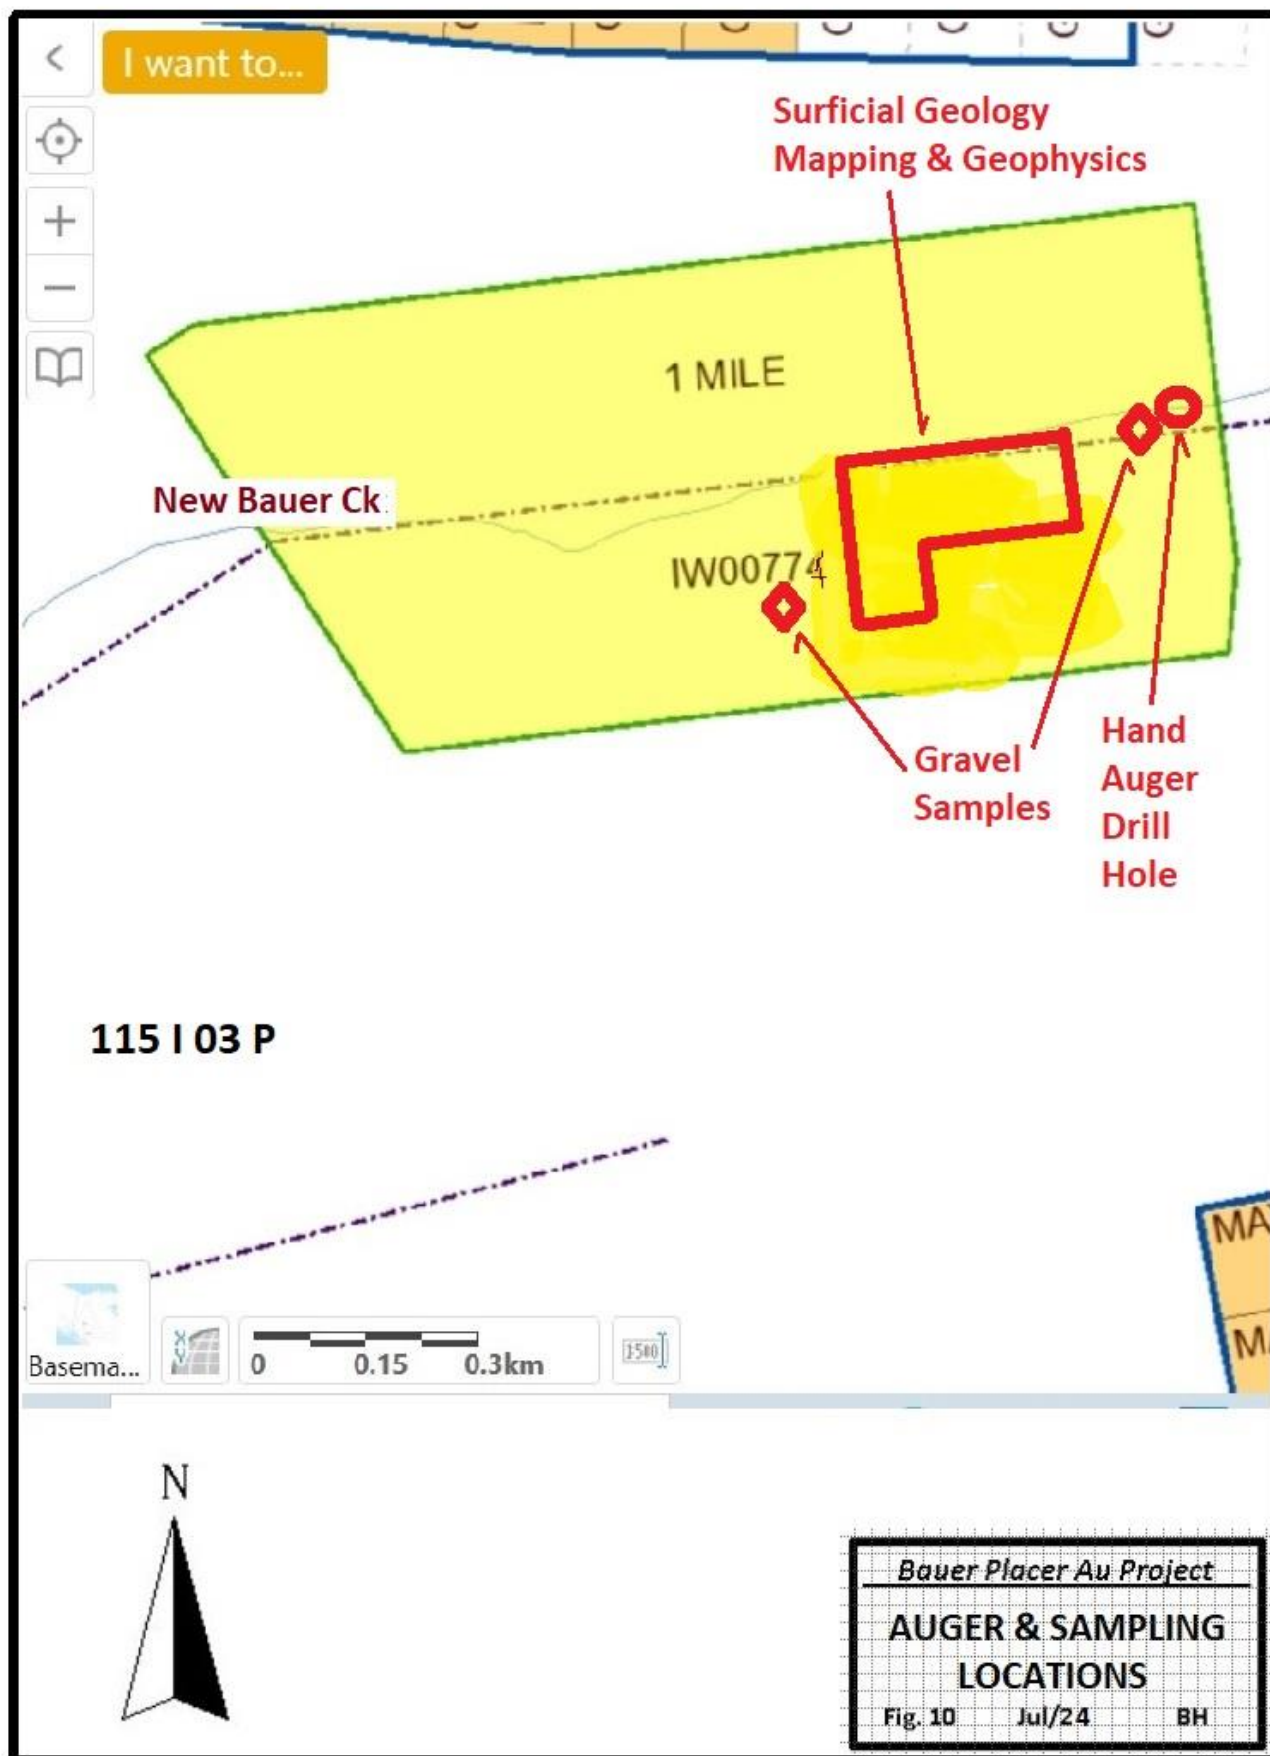 I want to...
Surficial Geology
Mapping & Geophysics
1 MILE
New Bauer Ck
IW00774
Gravel
Samples
Hand
Auger
Drill
Hole
115 I 03 P
Basema...
0 0.15 0.3km
N
Bauer Placer Au Project
AUGER & SAMPLING
LOCATIONS
Fig. 10 Jul/24 BH